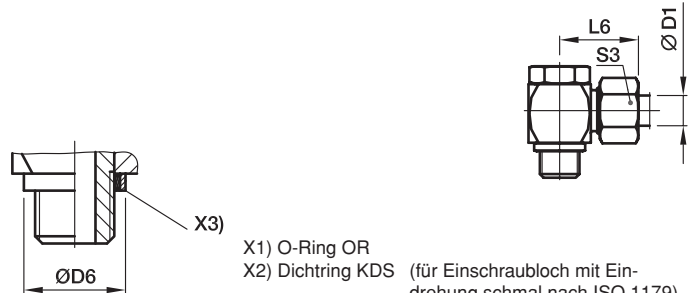 L6
Ø D1
S3
X3)
ØD6
X1) O-Ring OR
X2) Dichtring KDS (für Einschraubloch mit Ein-
drehung schmal nach ISO 1179)